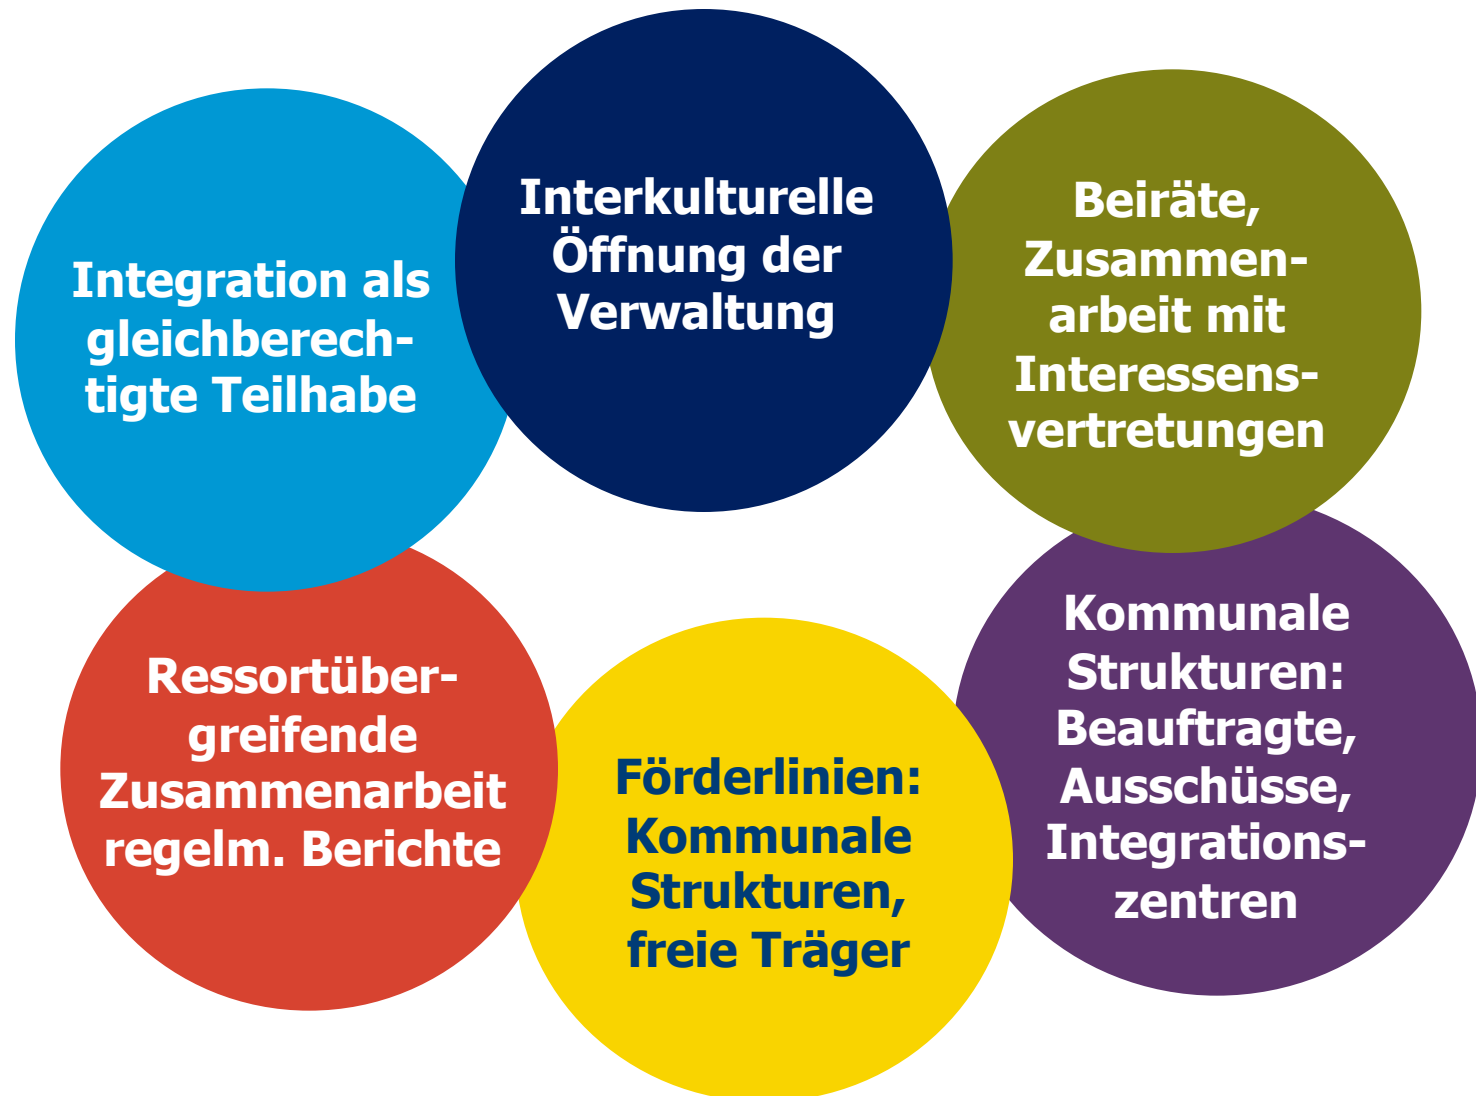 Integration als
gleichberech-
tigte Teilhabe
Interkulturelle
Öffnung der
Verwaltung
Beiräte,
Zusammen-
arbeit mit
Interessens-
vertretungen
Ressortüber-
greifende
Zusammenarbeit
regelm. Berichte
Förderlinien:
Kommunale
Strukturen,
freie Träger
Kommunale
Strukturen:
Beauftragte,
Ausschüsse,
Integrations-
zentren